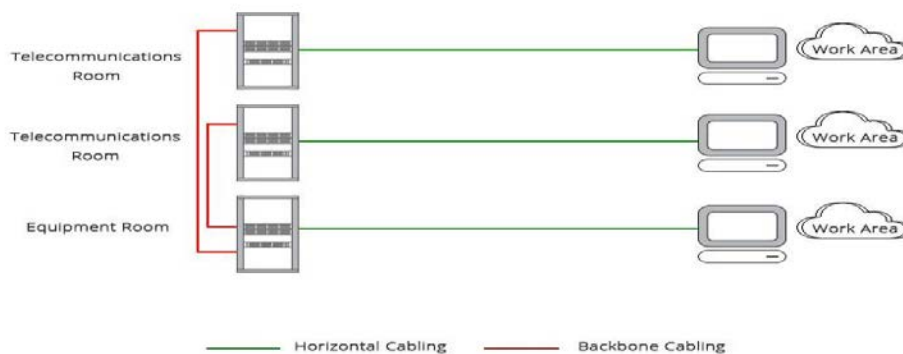 Telecommunications
Room
Work Area
Telecommunications
Room
Work Area
Equipment Room
Work Area
Horizontal Cabling
Backbone Cabling